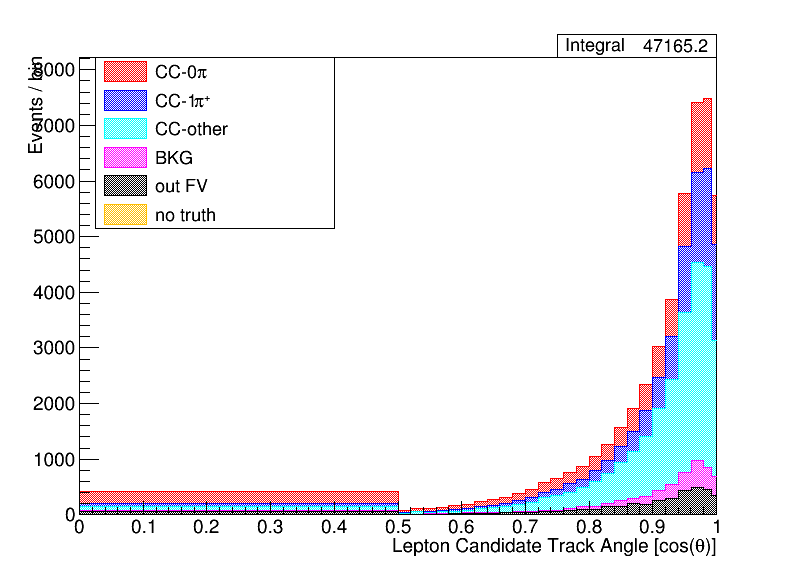 Integral 47165.2
Events / bin
8000
7000
6000
5000
4000
3000
2000
1000
0
CC-0π
CC-1π⁺
CC-other
BKG
out FV
no truth
0 0.1 0.2 0.3 0.4 0.5 0.6 0.7 0.8 0.9 1
Lepton Candidate Track Angle [cos(θ)]